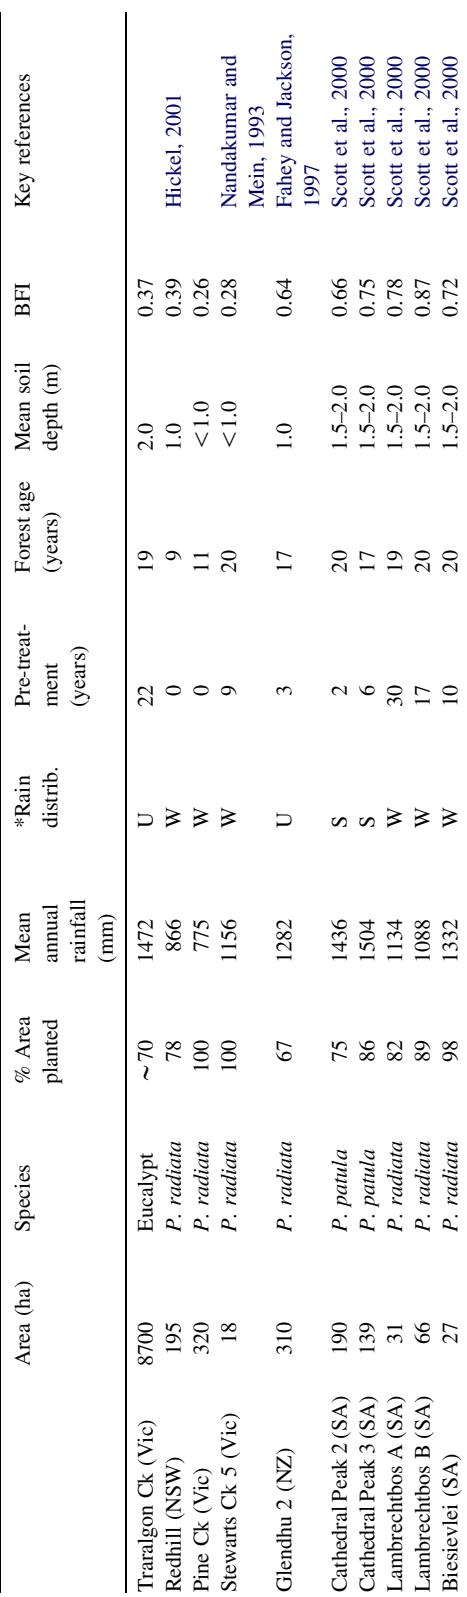 Area (ha) Species % Area planted Mean annual rainfall (mm) *Rain distrib. Pre-treat-ment (years) Forest age (years) Mean soil depth (m) BFI Key references
Traralgon Ck (Vic) 8700 Eucalypt ~70 1472 U 22 19 2.0 0.37
Redhill (NSW) 195 P. radiata 78 866 W 0 9 1.0 0.39 Hickel, 2001
Pine Ck (Vic) 320 P. radiata 100 775 W 0 11 <1.0 0.26
Stewarts Ck 5 (Vic) 18 P. radiata 100 1156 W 9 20 <1.0 0.28 Nandakumar and
Mein, 1993
Glendhu 2 (NZ) 310 P. radiata 67 1282 U 3 17 1.0 0.64 Fahey and Jackson,
1997
Cathedral Peak 2 (SA) 190 P. patula 75 1436 S 2 20 1.5–2.0 0.66 Scott et al., 2000
Cathedral Peak 3 (SA) 139 P. patula 86 1504 S 6 17 1.5–2.0 0.75 Scott et al., 2000
Lambrechtbos A (SA) 31 P. radiata 82 1134 W 30 19 1.5–2.0 0.78 Scott et al., 2000
Lambrechtbos B (SA) 66 P. radiata 89 1088 W 17 20 1.5–2.0 0.87 Scott et al., 2000
Biesievlei (SA) 27 P. radiata 98 1332 W 10 20 1.5–2.0 0.72 Scott et al., 2000